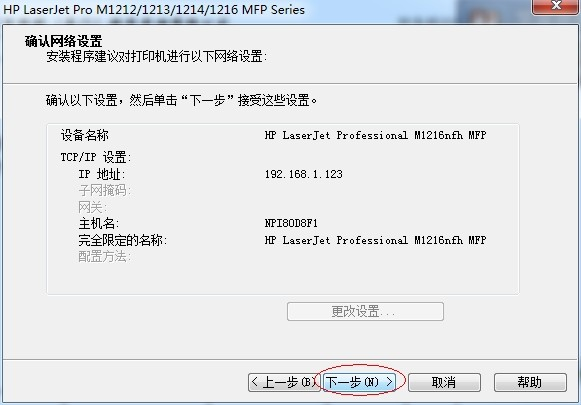 HP LaserJet Pro M1212/1213/1214/1216 MFP Series
确认网络设置
安装程序建议对打印机进行以下网络设置:
确认以下设置，然后单击“下一步”接受这些设置。
设备名称 HP LaserJet Professional M1216nfh MFP
TCP/IP 设置:
IP 地址: 192.168.1.123
子网掩码:
网关:
主机名: NPI80D8F1
完全限定的名称: HP LaserJet Professional M1216nfh MFP
配置方法:
更改设置...
< 上一步(B) 下一步(N) > 取消 帮助